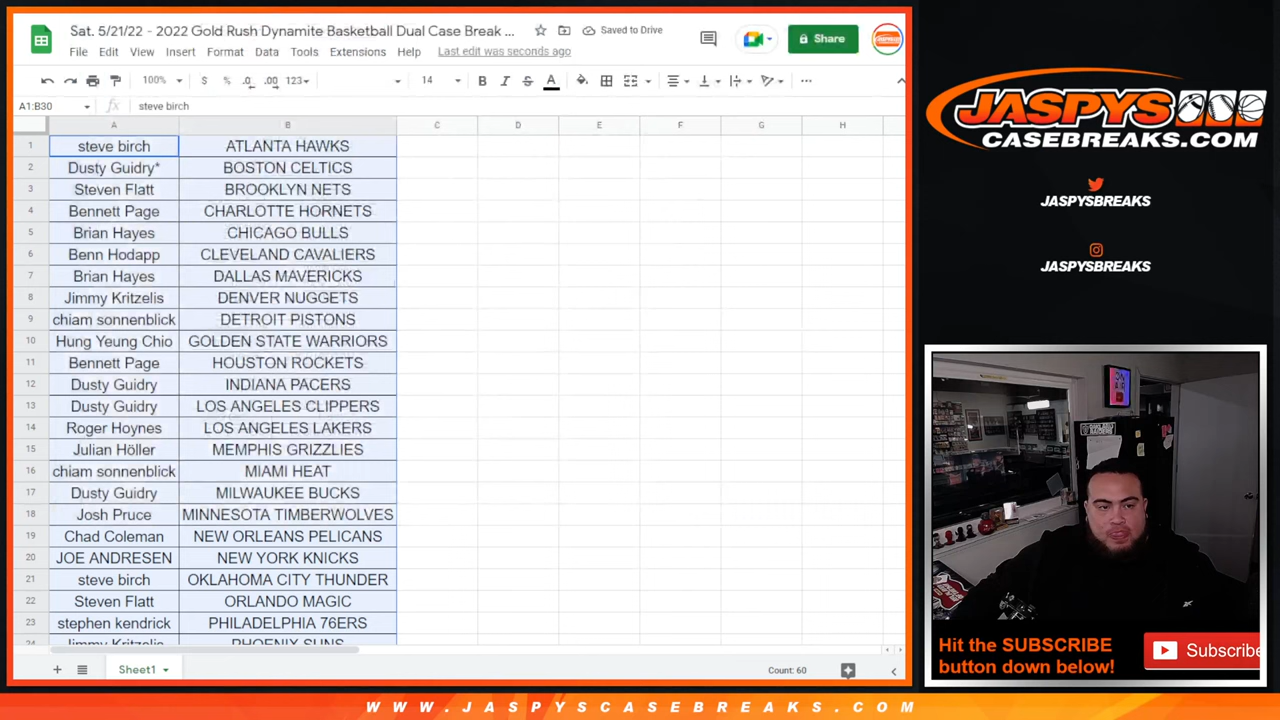 Sat. 5/21/22 - 2022 Gold Rush Dynamite Basketball Dual Case Break ...
Saved to Drive
Share
File Edit View Insert Format Data Tools Extensions Help Last edit was seconds ago
100% $ % .0 .00 123 14 B I S A
A1:B30 fx steve birch
A B C D E F G H
1 steve birch ATLANTA HAWKS
2 Dusty Guidry* BOSTON CELTICS
3 Steven Flatt BROOKLYN NETS
4 Bennett Page CHARLOTTE HORNETS
5 Brian Hayes CHICAGO BULLS
6 Benn Hodapp CLEVELAND CAVALIERS
7 Brian Hayes DALLAS MAVERICKS
8 Jimmy Kritzelis DENVER NUGGETS
9 chiam sonnenblick DETROIT PISTONS
10 Hung Yeung Chio GOLDEN STATE WARRIORS
11 Bennett Page HOUSTON ROCKETS
12 Dusty Guidry INDIANA PACERS
13 Dusty Guidry LOS ANGELES CLIPPERS
14 Roger Hoynes LOS ANGELES LAKERS
15 Julian Höller MEMPHIS GRIZZLIES
16 chiam sonnenblick MIAMI HEAT
17 Dusty Guidry MILWAUKEE BUCKS
18 Josh Pruce MINNESOTA TIMBERWOLVES
19 Chad Coleman NEW ORLEANS PELICANS
20 JOE ANDRESEN NEW YORK KNICKS
21 steve birch OKLAHOMA CITY THUNDER
22 Steven Flatt ORLANDO MAGIC
23 stephen kendrick PHILADELPHIA 76ERS
24 Jimmy Kritzelis PHOENIX SUNS
Sheet1
Count: 60
JASPYS
CASEBREAKS.COM
JASPYSBREAKS
JASPYSBREAKS
Hit the SUBSCRIBE
button down below!
Subscribe
WWW.JASPYSCASEBREAKS.COM